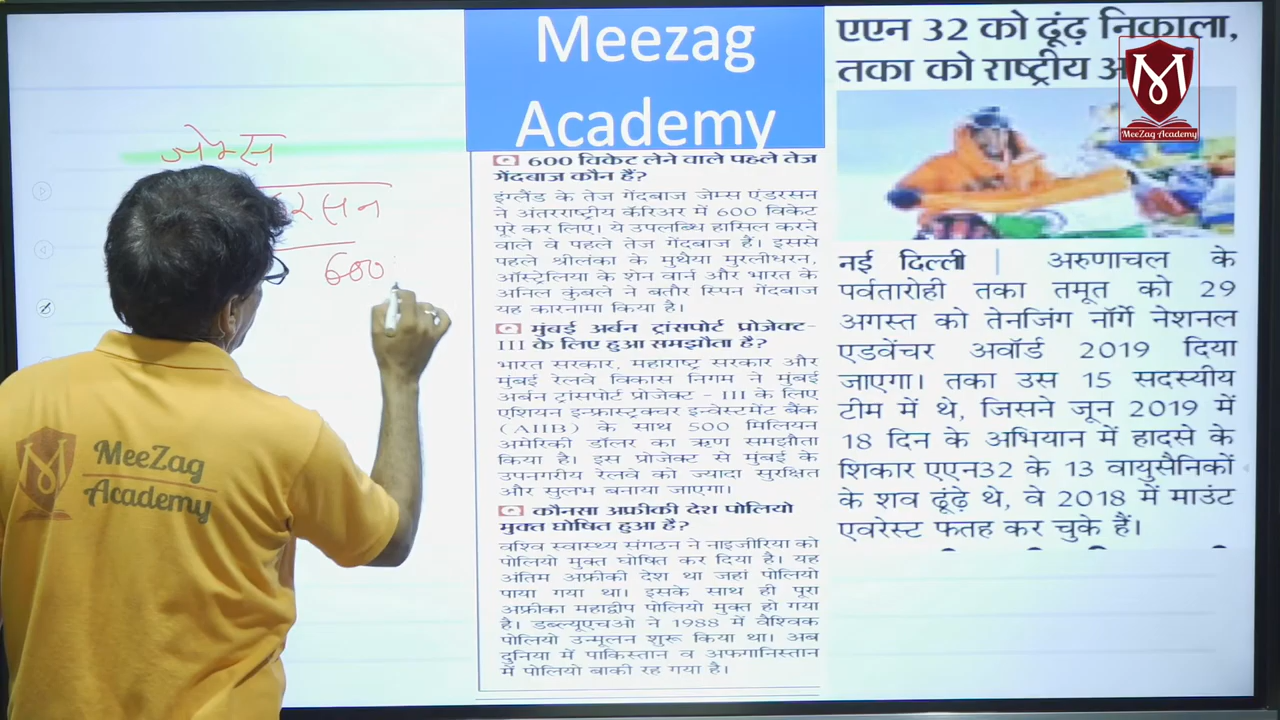 जेम्स
रसन
600
Meezag
Academy
Q 600 विकेट लेने वाले पहले तेज
गेंदबाज कौन हैं?
इंग्लैंड के तेज गेंदबाज जेम्स एंडरसन
ने अंतरराष्ट्रीय कॅरिअर में 600 विकेट
पूरे कर लिए। ये उपलब्धि हासिल करने
वाले वे पहले तेज गेंदबाज हैं। इससे
पहले श्रीलंका के मुथैया मुरलीधरन,
ऑस्ट्रेलिया के शेन वार्न और भारत के
अनिल कुंबले ने बतौर स्पिन गेंदबाज
यह कारनामा किया है।
Q मुंबई अर्बन ट्रांसपोर्ट प्रोजेक्ट-
III के लिए हुआ समझौता है?
भारत सरकार, महाराष्ट्र सरकार और
मुंबई रेलवे विकास निगम ने मुंबई
अर्बन ट्रांसपोर्ट प्रोजेक्ट - III के लिए
एशियन इन्फ्रास्ट्रक्चर इन्वेस्टमेंट बैंक
(AIIB) के साथ 500 मिलियन
अमेरिकी डॉलर का ऋण समझौता
किया है। इस प्रोजेक्ट से मुंबई के
उपनगरीय रेलवे को ज्यादा सुरक्षित
और सुलभ बनाया जाएगा।
Q कौनसा अफ्रीकी देश पोलियो
मुक्त घोषित हुआ है?
वश्वि स्वास्थ्य संगठन ने नाइजीरिया को
पोलियो मुक्त घोषित कर दिया है। यह
अंतिम अफ्रीकी देश था जहां पोलियो
पाया गया था। इसके साथ ही पूरा
अफ्रीका महाद्वीप पोलियो मुक्त हो गया
है। डब्ल्यूएचओ ने 1988 में वैश्विक
पोलियो उन्मूलन शुरू किया था। अब
दुनिया में पाकिस्तान व अफगानिस्तान
में पोलियो बाकी रह गया है।
एएन 32 को ढूंढ़ निकाला,
तका को राष्ट्रीय अ
MeeZag Academy
नई दिल्ली | अरुणाचल के
पर्वतारोही तका तमूत को 29
अगस्त को तेनजिंग नॉर्गे नेशनल
एडवेंचर अवॉर्ड 2019 दिया
जाएगा। तका उस 15 सदस्यीय
टीम में थे, जिसने जून 2019 में
18 दिन के अभियान में हादसे के
शिकार एएन32 के 13 वायुसैनिकों
के शव ढूंढ़े थे, वे 2018 में माउंट
एवरेस्ट फतह कर चुके हैं।
MeeZag
Academy